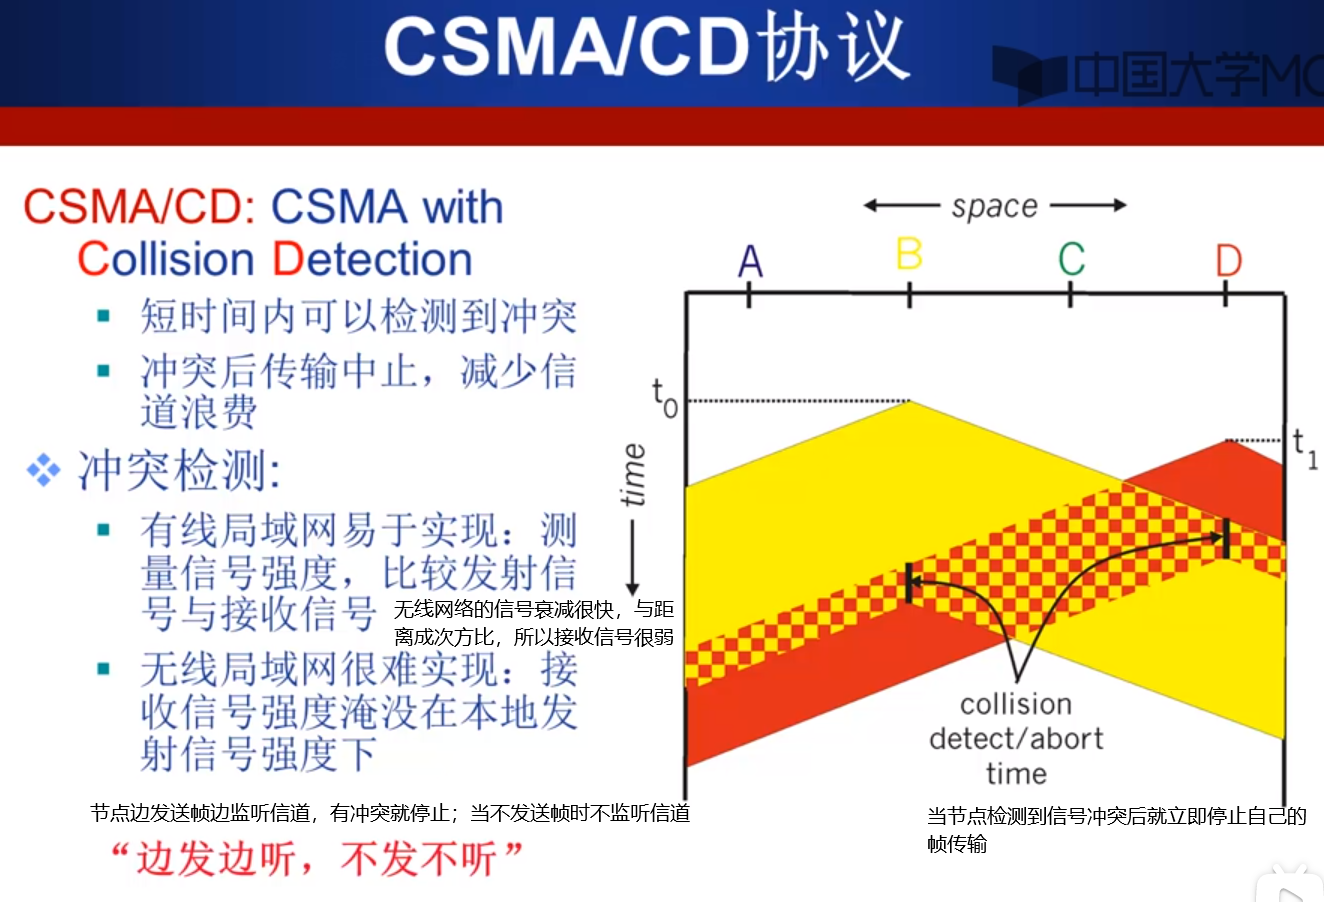 CSMA/CD协议
中国大学MO
CSMA/CD: CSMA with
Collision Detection
短时间内可以检测到冲突
冲突后传输中止，减少信
道浪费
冲突检测:
有线局域网易于实现：测
量信号强度，比较发射信
号与接收信号
无线网络的信号衰减很快，与距
离成次方比，所以接收信号很弱
无线局域网很难实现：接
收信号强度淹没在本地发
射信号强度下
节点边发送帧边监听信道，有冲突就停止；当不发送帧时不监听信道
“边发边听，不发不听”
space
A B C D
t0
t1
time
collision
detect/abort
time
当节点检测到信号冲突后就立即停止自己的
帧传输